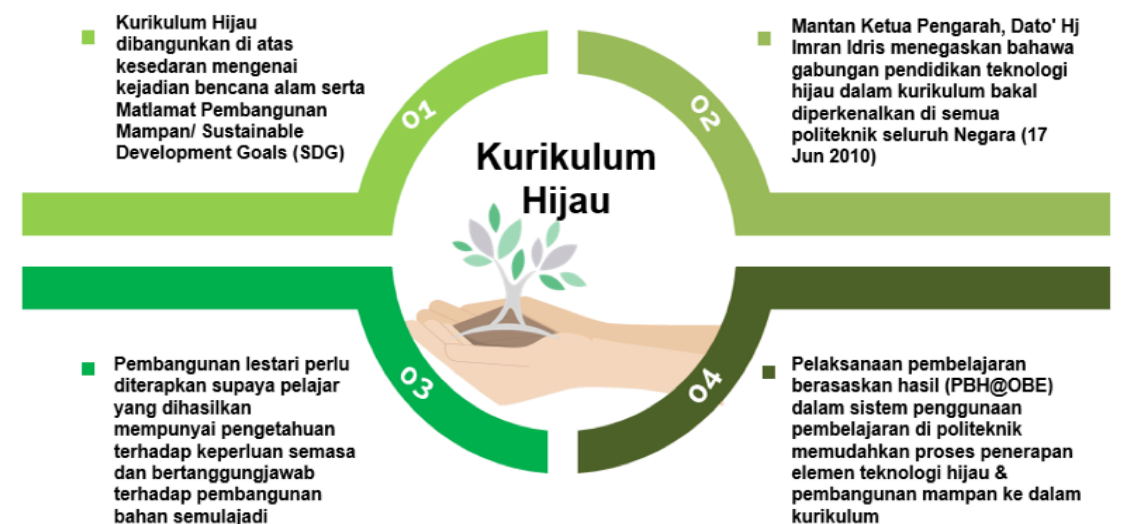 Kurikulum Hijau
dibangunkan di atas
kesedaran mengenai
kejadian bencana alam serta
Matlamat Pembangunan
Mampan/ Sustainable
Development Goals (SDG)
01
Mantan Ketua Pengarah, Dato' Hj
Imran Idris menegaskan bahawa
gabungan pendidikan teknologi
hijau dalam kurikulum bakal
diperkenalkan di semua
politeknik seluruh Negara (17
Jun 2010)
02
Kurikulum
Hijau
Pembangunan lestari perlu
diterapkan supaya pelajar
yang dihasilkan
mempunyai pengetahuan
terhadap keperluan semasa
dan bertanggungjawab
terhadap pembangunan
bahan semulajadi
03
Pelaksanaan pembelajaran
berasaskan hasil (PBH@OBE)
dalam sistem penggunaan
pembelajaran di politeknik
memudahkan proses penerapan
elemen teknologi hijau &
pembangunan mampan ke dalam
kurikulum
04